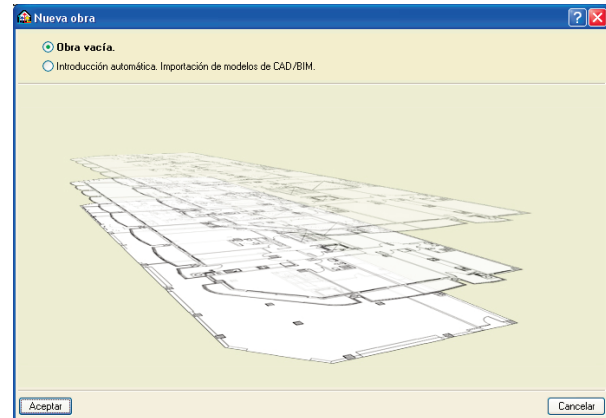 Nueva obra
Obra vacía.
Introducción automática. Importación de modelos de CAD/BIM.
Aceptar
Cancelar